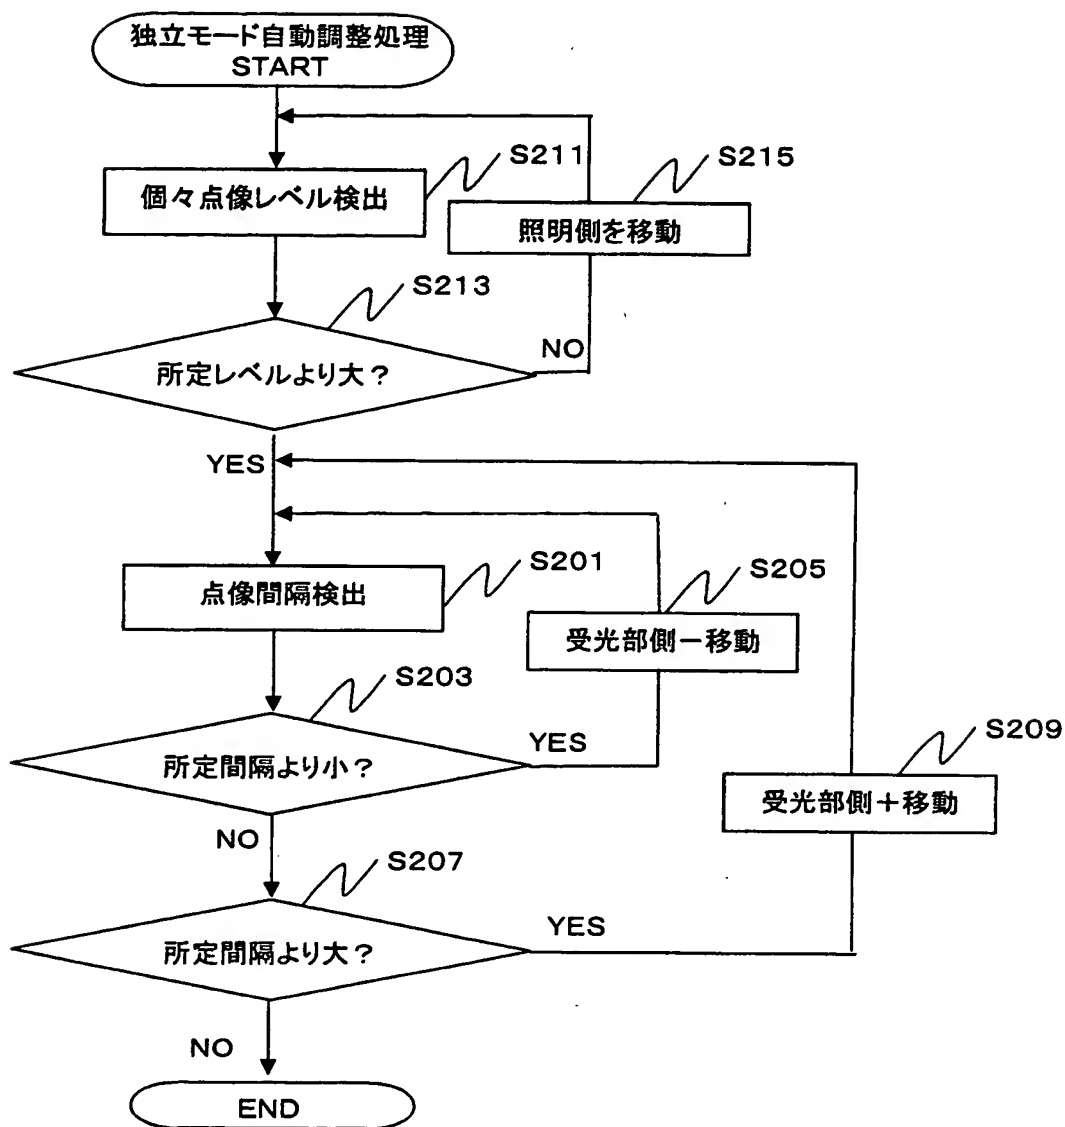 独立モード自動調整処理
START
S211
S215
個々点像レベル検出
照明側を移動
S213
所定レベルより大?
NO
YES
S201
S205
点像間隔検出
受光部側-移動
S203
所定間隔より小?
YES
S209
受光部側+移動
NO
S207
所定間隔より大?
YES
NO
END